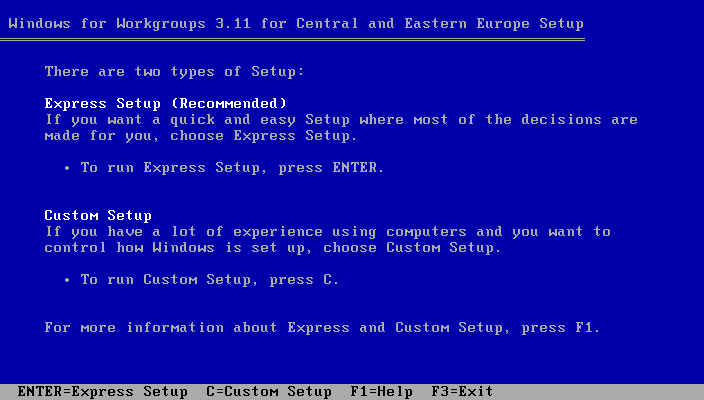 Windows for Workgroups 3.11 for Central and Eastern Europe Setup
There are two types of Setup:
Express Setup (Recommended)
If you want a quick and easy Setup where most of the decisions are
made for you, choose Express Setup.
• To run Express Setup, press ENTER.
Custom Setup
If you have a lot of experience using computers and you want to
control how Windows is set up, choose Custom Setup.
• To run Custom Setup, press C.
For more information about Express and Custom Setup, press F1.
ENTER=Express Setup  C=Custom Setup  F1=Help  F3=Exit